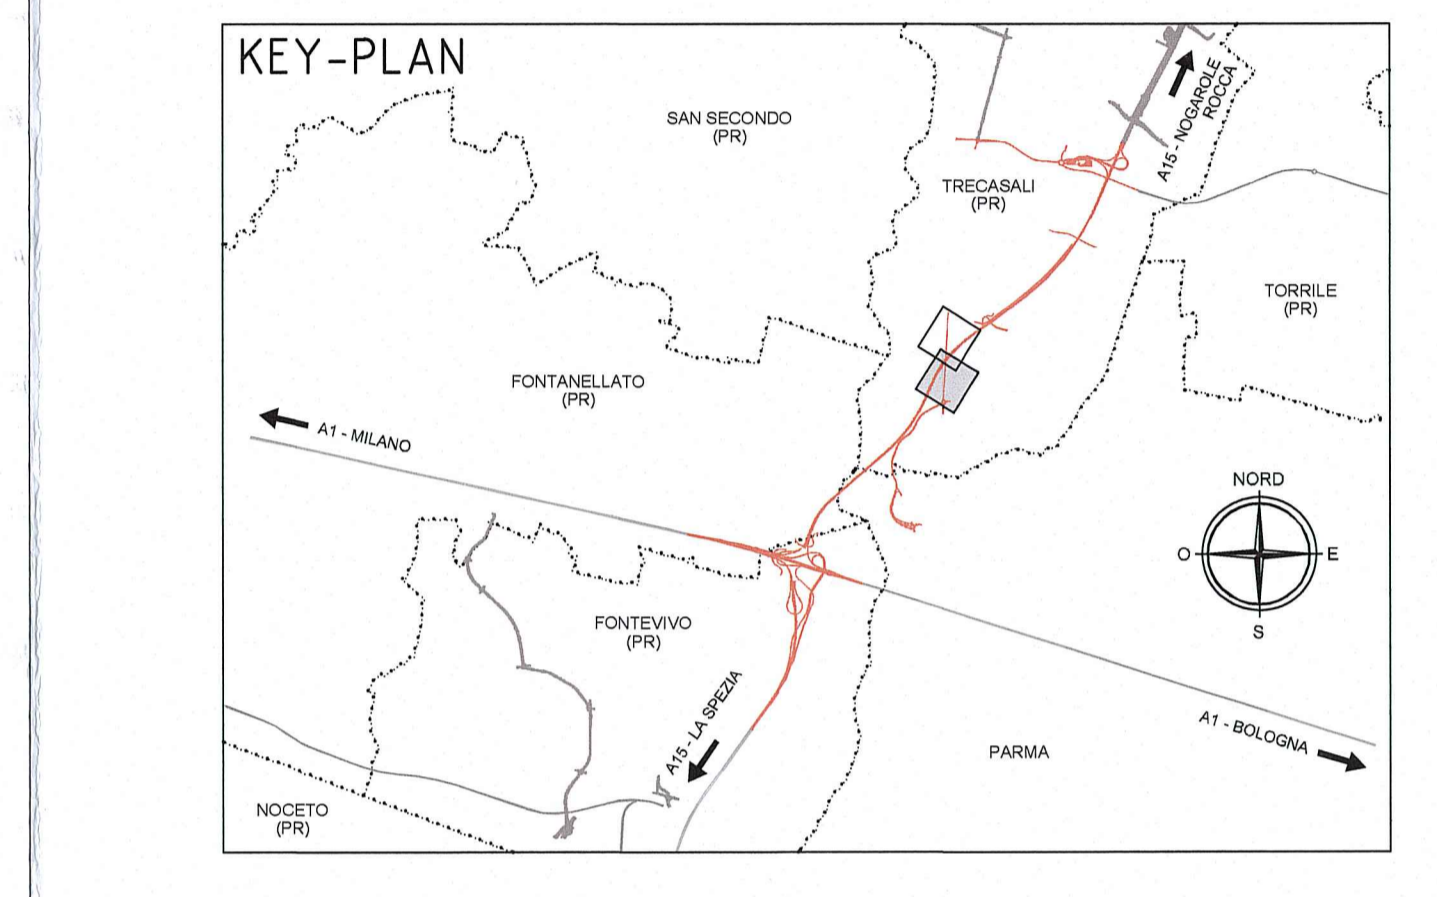 KEY-PLAN
SAN SECONDO
(PR)
A15 - NOGAROLE
ROCCA
TRECASALI
(PR)
TORRILE
(PR)
FONTANELLATO
(PR)
A1 - MILANO
NORD
O
E
S
FONTEVIVO
(PR)
A15 - LA SPEZIA
A1 - BOLOGNA
PARMA
NOCETO
(PR)